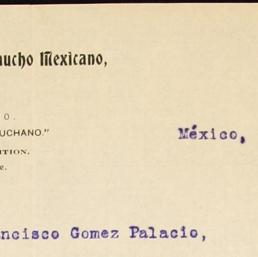 aucho Mexicano,
O.
UCHANO."
México,
ITION.
e.
ncisco Gomez Palacio,